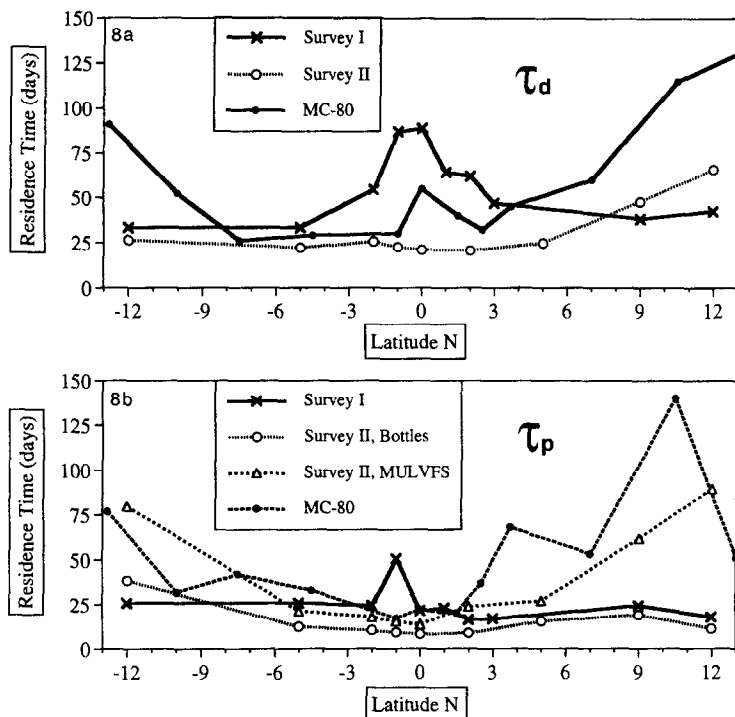 8a
Survey I
Survey II
MC-80
τd
Residence Time (days)
150
125
100
75
50
25
0
-12 -9 -6 -3 0 3 6 9 12
Latitude N
8b
Survey I
Survey II, Bottles
Survey II, MULVFS
MC-80
τp
Residence Time (days)
150
125
100
75
50
25
0
-12 -9 -6 -3 0 3 6 9 12
Latitude N